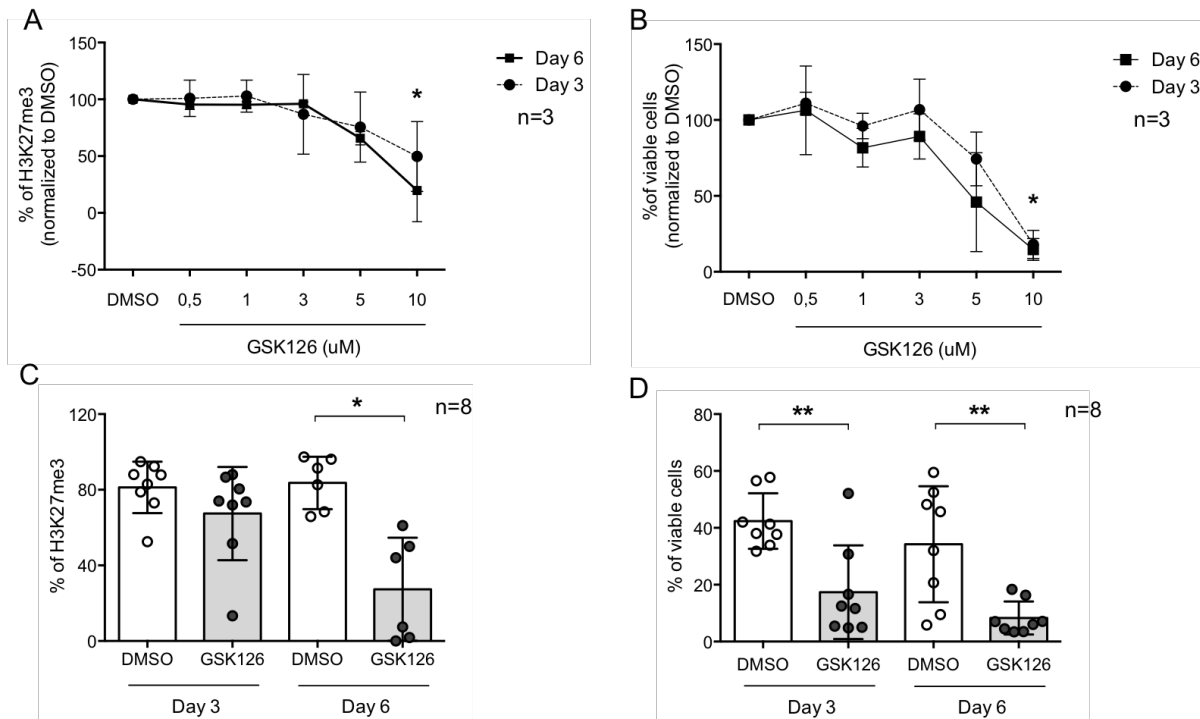 A
150
100
50
0
-50
% of H3K27me3
(normalized to DMSO)
Day 6
Day 3
*
n=3
DMSO 0,5 1 3 5 10
GSK126 (uM)
B
150
100
50
0
%of viable cells
(normalized to DMSO)
Day 6
Day 3
n=3
*
DMSO 0,5 1 3 5 10
GSK126 (uM)
C
120
80
40
0
% of H3K27me3
*
n=8
DMSO GSK126 DMSO GSK126
Day 3 Day 6
D
80
60
40
20
0
% of viable cells
** **
n=8
DMSO GSK126 DMSO GSK126
Day 3 Day 6